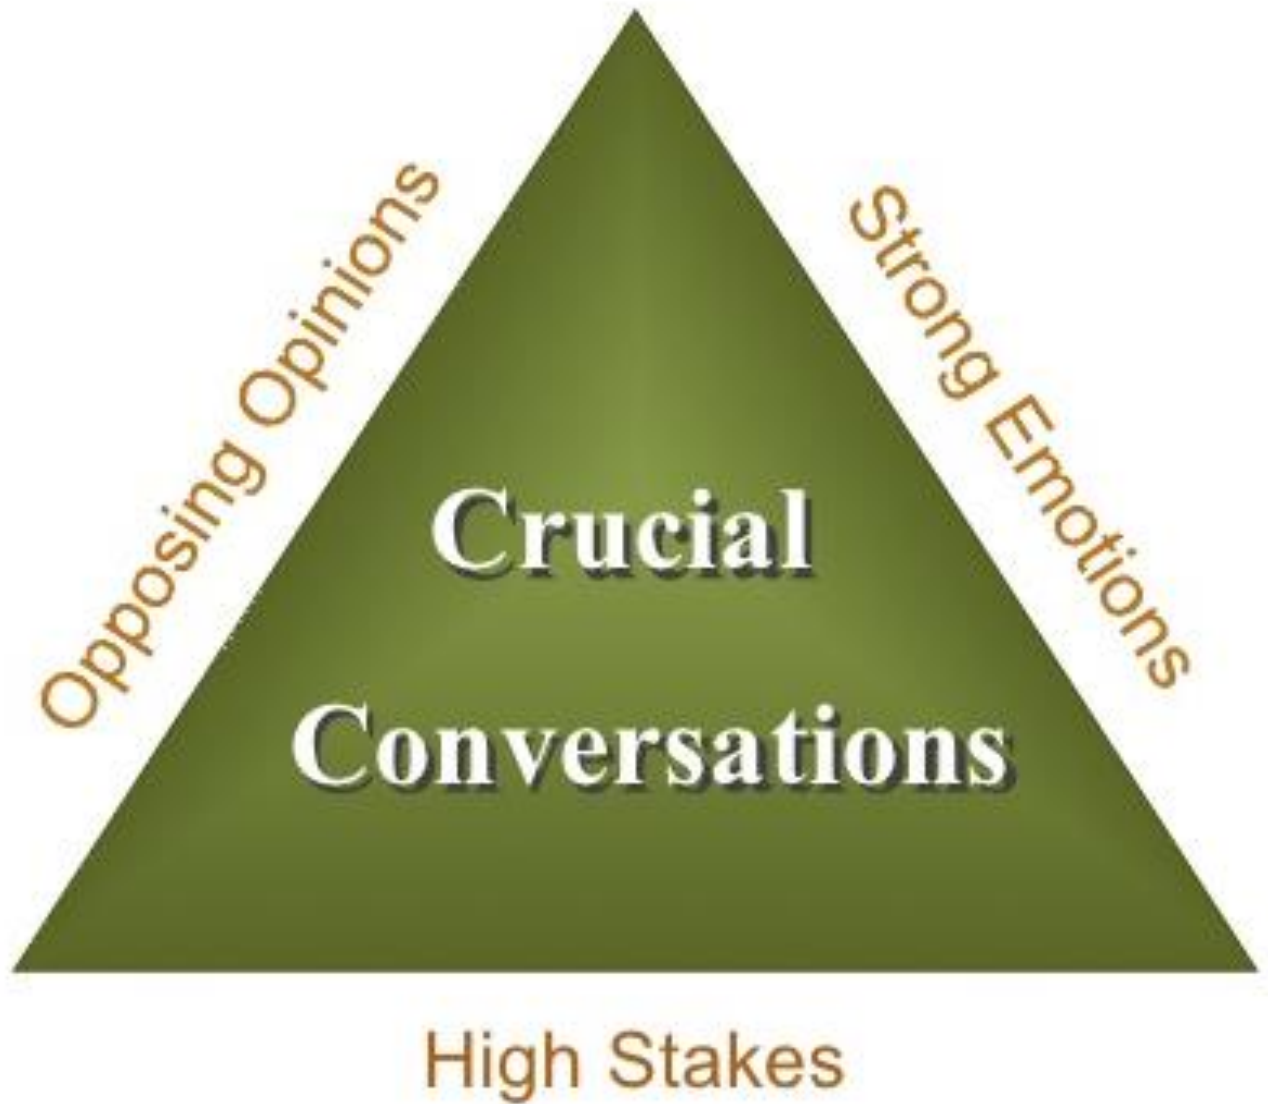 Opposing Opinions
Strong Emotions
Crucial
Conversations
High Stakes